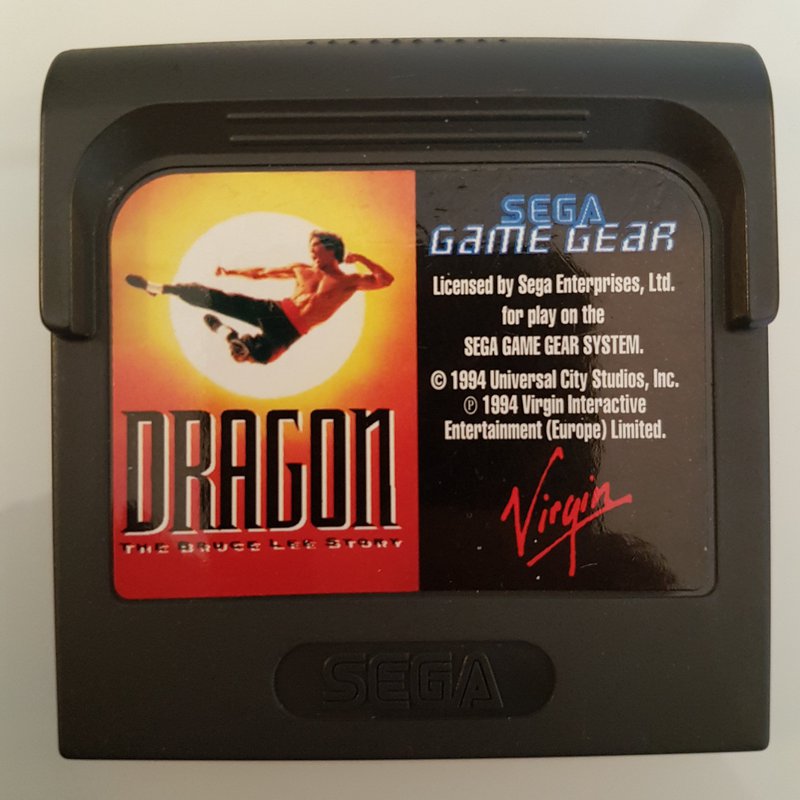 DRAGON
THE BRUCE LEE STORY
SEGA
GAME GEAR
Licensed by Sega Enterprises, Ltd.
for play on the
SEGA GAME GEAR SYSTEM.
© 1994 Universal City Studios, Inc.
℗ 1994 Virgin Interactive
Entertainment (Europe) Limited.
Virgin
SEGA